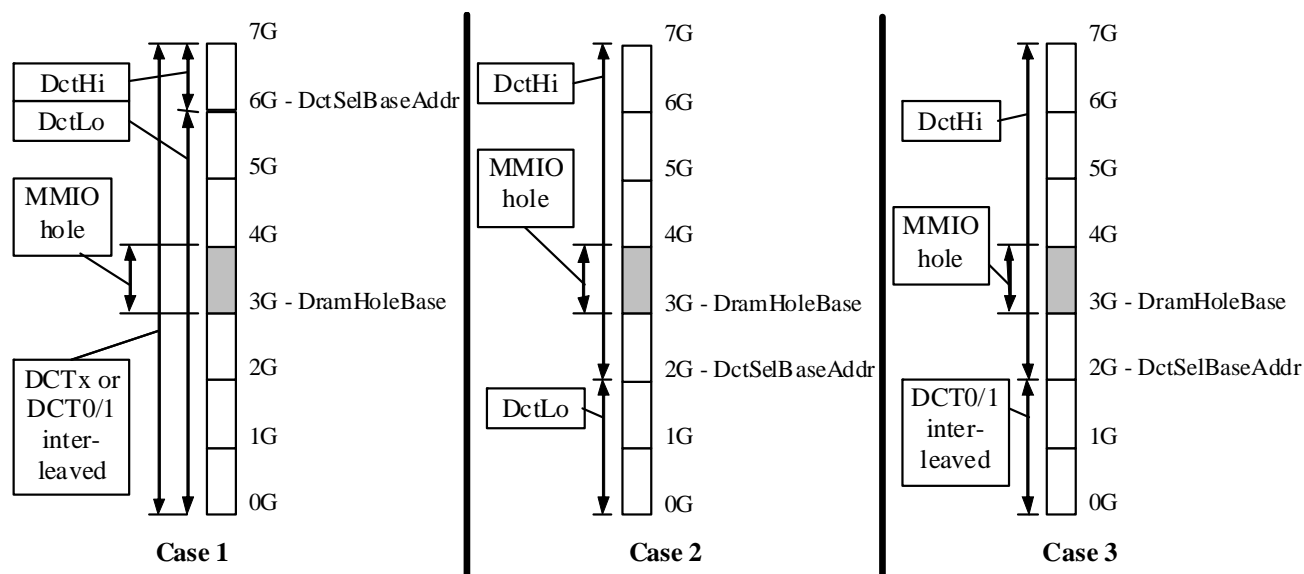 7G
DctHi
6G - DctSelBaseAddr
DctLo
5G
MMIO
hole
4G
3G - DramHoleBase
2G
DCTx or
DCT0/1
inter-
leaved
1G
0G
Case 1
7G
DctHi
6G
5G
MMIO
hole
4G
3G - DramHoleBase
2G - DctSelBaseAddr
DctLo
1G
0G
Case 2
7G
6G
DctHi
5G
4G
MMIO
hole
3G - DramHoleBase
2G - DctSelBaseAddr
DCT0/1
inter-
leaved
1G
0G
Case 3